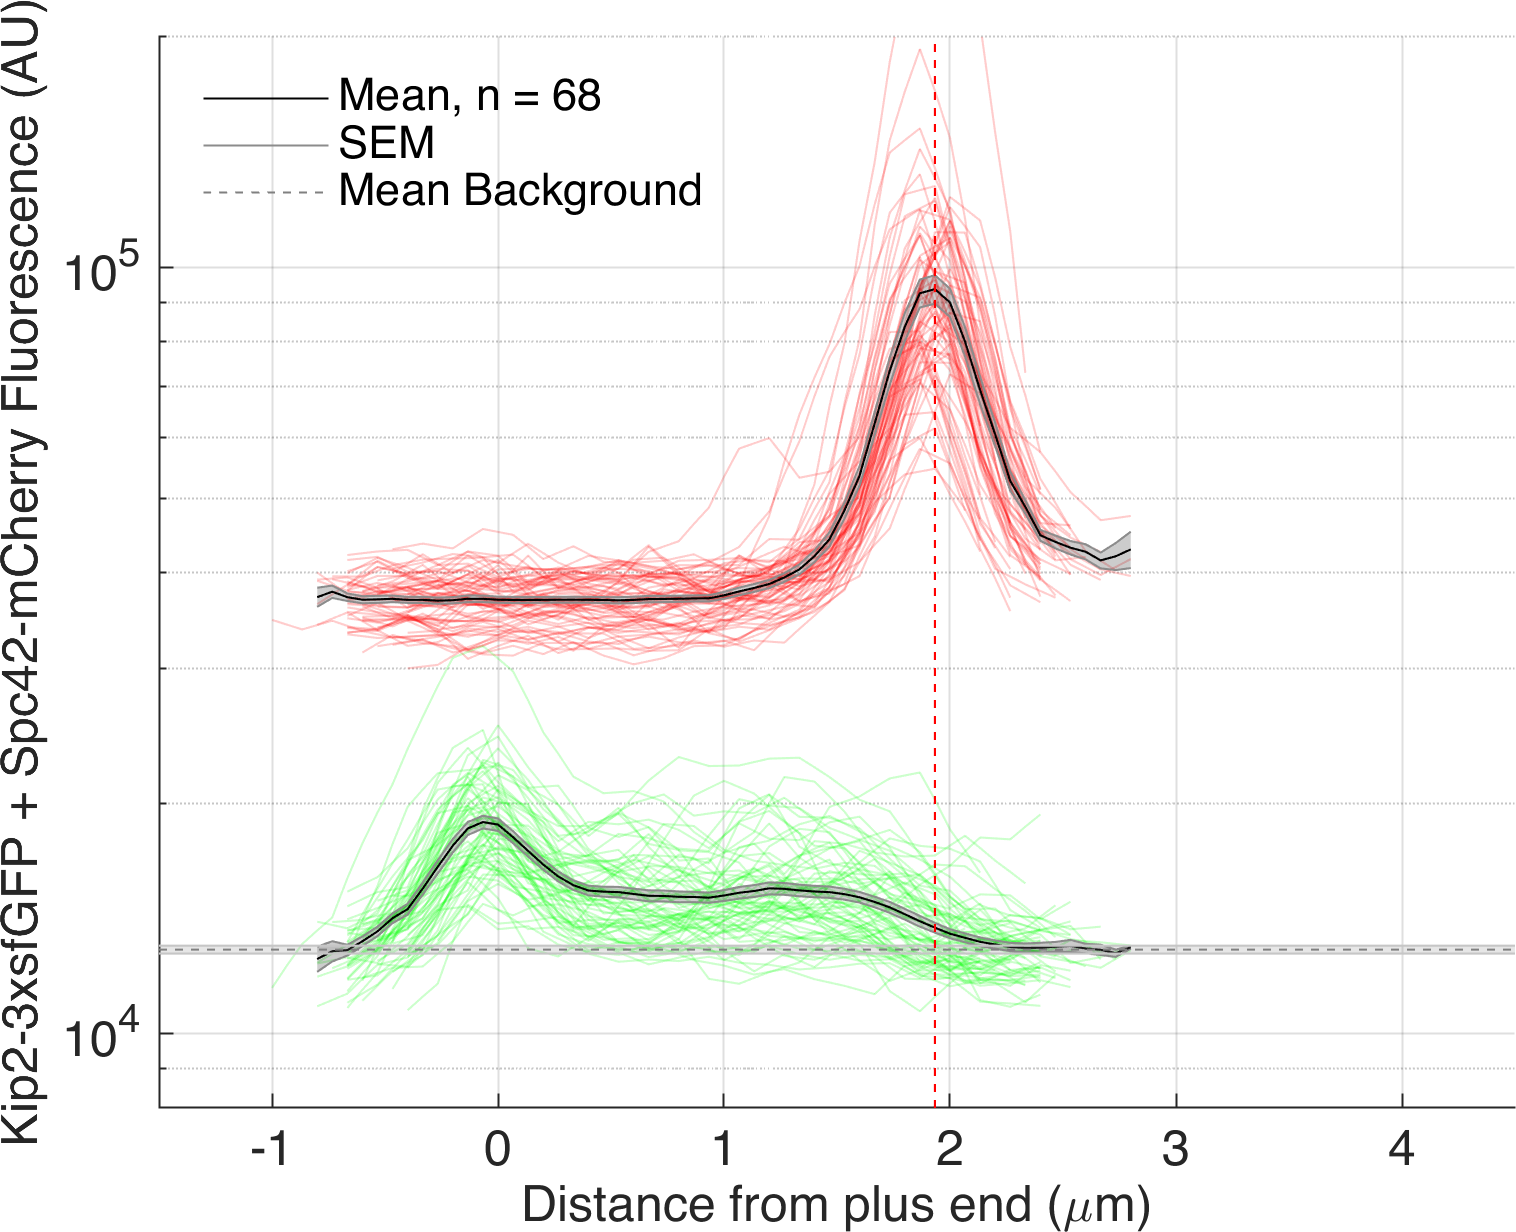 Kip2-3xsfGFP + Spc42-mCherry Fluorescence (AU)
Mean, n = 68
SEM
Mean Background
10^5
10^4
-1 0 1 2 3 4
Distance from plus end (μm)